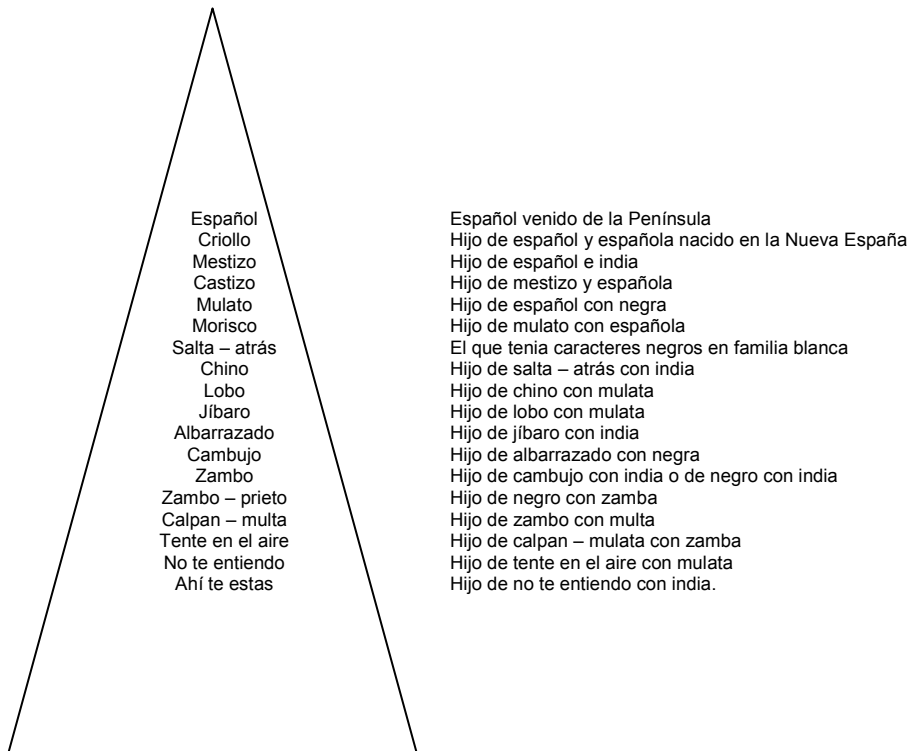 Español Español venido de la Península
Criollo Hijo de español y española nacido en la Nueva España
Mestizo Hijo de español e india
Castizo Hijo de mestizo y española
Mulato Hijo de español con negra
Morisco Hijo de mulato con española
Salta – atrás El que tenia caracteres negros en familia blanca
Chino Hijo de salta – atrás con india
Lobo Hijo de chino con mulata
Jíbaro Hijo de lobo con mulata
Albarrazado Hijo de jíbaro con india
Cambujo Hijo de albarrazado con negra
Zambo Hijo de cambujo con india o de negro con india
Zambo – prieto Hijo de negro con zamba
Calpan – multa Hijo de zambo con multa
Tente en el aire Hijo de calpan – mulata con zamba
No te entiendo Hijo de tente en el aire con mulata
Ahí te estas Hijo de no te entiendo con india.